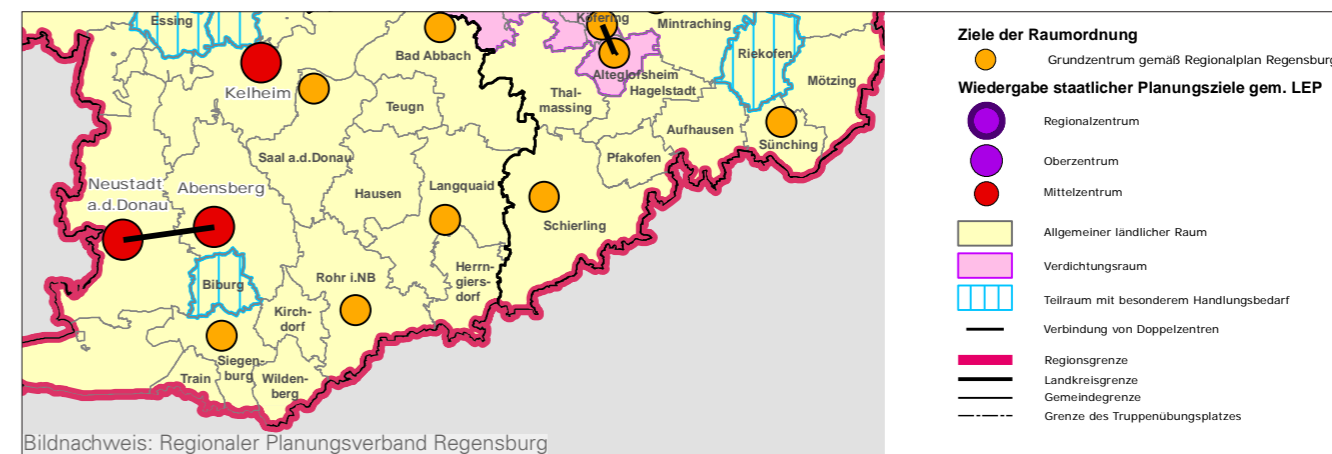 Essing
Köfering
Mintraching
Bad Abbach
Riekofen
Kelheim
Alteglofsheim
Mötzing
Teugn
Thal-
massing
Hagelstadt
Aufhausen
Sünching
Saal a.d.Donau
Pfakofen
Neustadt
a.d.Donau
Abensberg
Hausen
Langquaid
Schierling
Biburg
Rohr i.NB
Herrn-
giers-
dorf
Kirch-
dorf
Siegen-
burg
Train
Wilden-
berg
Bildnachweis: Regionaler Planungsverband Regensburg
Ziele der Raumordnung
Grundzentrum gemäß Regionalplan Regensburg
Wiedergabe staatlicher Planungsziele gem. LEP
Regionalzentrum
Oberzentrum
Mittelzentrum
Allgemeiner ländlicher Raum
Verdichtungsraum
Teilraum mit besonderem Handlungsbedarf
Verbindung von Doppelzentren
Regionsgrenze
Landkreisgrenze
Gemeindegrenze
Grenze des Truppenübungsplatzes